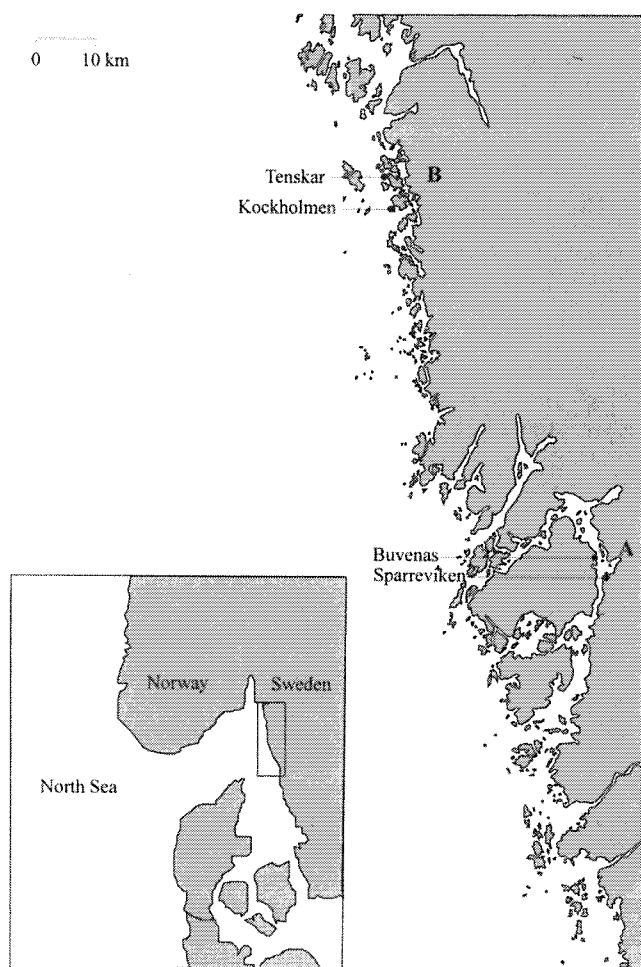 0 10 km
Tenskar
B
Kockholmen
Buvenas
A
Sparreviken
Norway
Sweden
North Sea